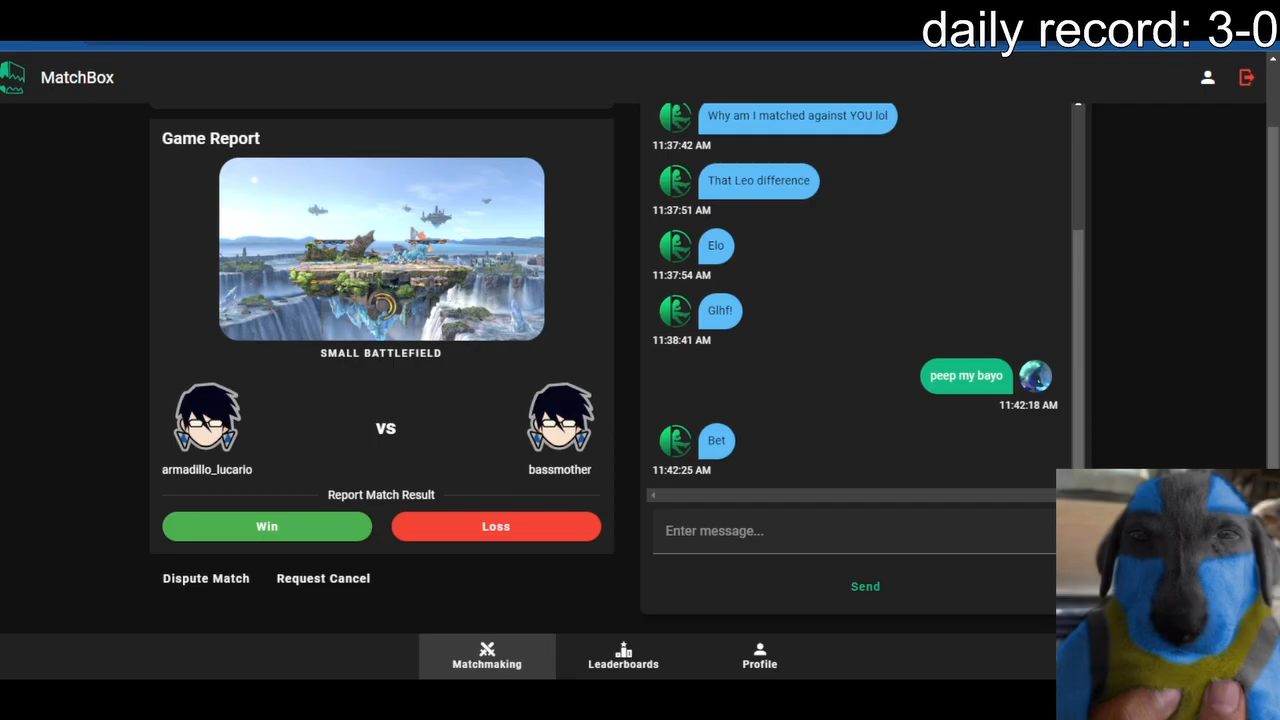 daily record: 3-0
MatchBox
Game Report
SMALL BATTLEFIELD
armadillo_lucario
vs
bassmother
Report Match Result
Win
Loss
Dispute Match
Request Cancel
Why am I matched against YOU lol
11:37:42 AM
That Leo difference
11:37:51 AM
Elo
11:37:54 AM
Glhf!
11:38:41 AM
peep my bayo
11:42:18 AM
Bet
11:42:25 AM
Enter message...
Send
Matchmaking
Leaderboards
Profile